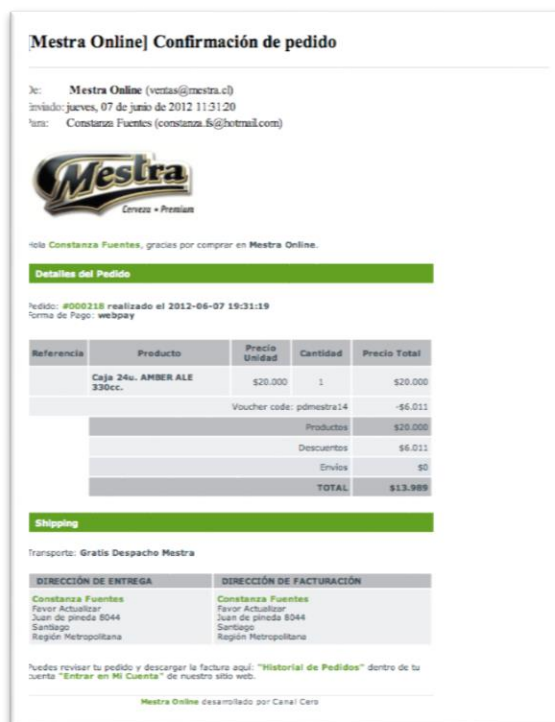 [Mestra Online] Confirmación de pedido
De: Mestra Online (ventas@mestra.cl)
Enviado: jueves, 07 de junio de 2012 11:31:20
Para: Constanza Fuentes (constanza.fs@hotmail.com)
Mestra
Cerveza • Premium
Hola Constanza Fuentes, gracias por comprar en Mestra Online.
Detalles del Pedido
Pedido: #000218 realizado el 2012-06-07 19:31:19
Forma de Pago: webpay
Referencia Producto Precio Unidad Cantidad Precio Total
Caja 24u. AMBER ALE 330cc. $20.000 1 $20.000
Voucher code: pdmestra14 -$6.011
Productos $20.000
Descuentos $6.011
Envíos $0
TOTAL $13.989
Shipping
Transporte: Gratis Despacho Mestra
DIRECCIÓN DE ENTREGA DIRECCIÓN DE FACTURACIÓN
Constanza Fuentes Constanza Fuentes
Favor Actualizar Favor Actualizar
Juan de pineda 8044 Juan de pineda 8044
Santiago Santiago
Región Metropolitana Región Metropolitana
Puedes revisar tu pedido y descargar la factura aquí: "Historial de Pedidos" dentro de tu
cuenta "Entrar en Mi Cuenta" de nuestro sitio web.
Mestra Online desarrollado por Canal Cero